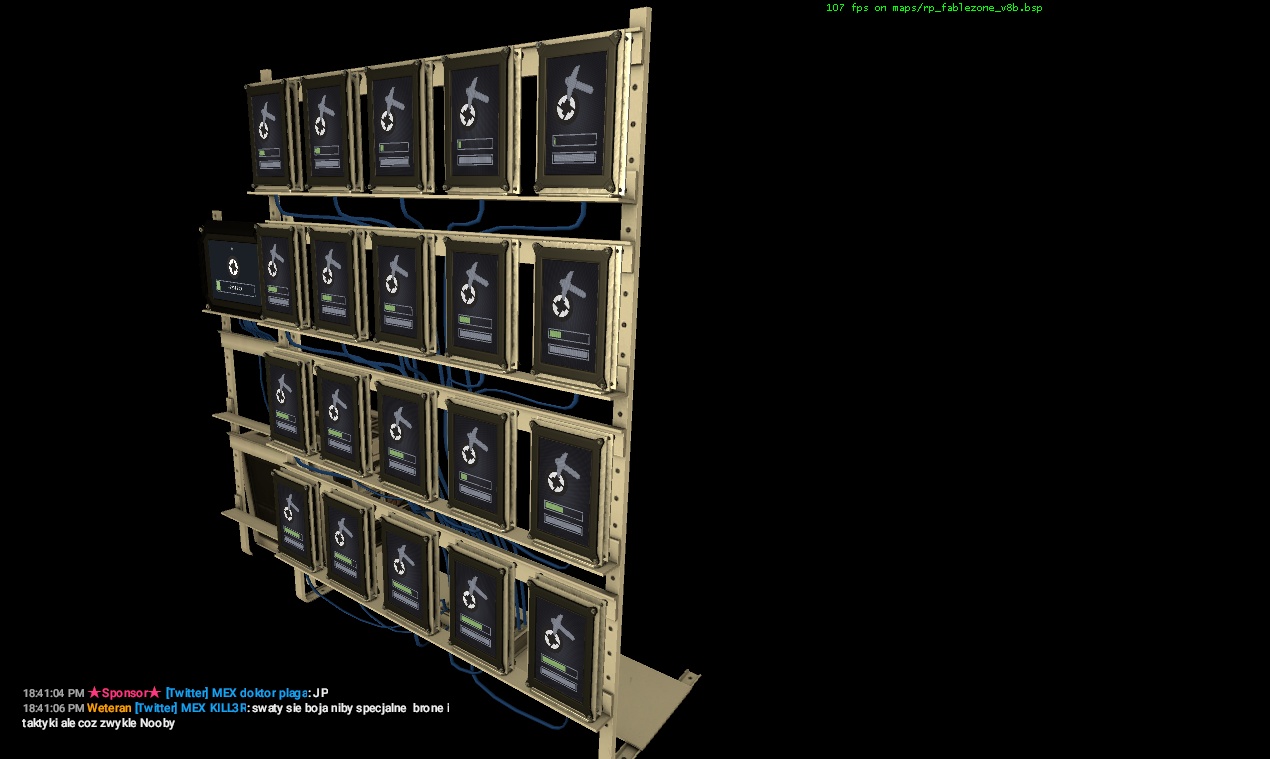 107 fps on maps/rp_fablezone_v8b.bsp
18:41:04 PM ★Sponsor★ [Twitter] MEX doktor plaga: JP
18:41:06 PM Weteran [Twitter] MEX KILL3R: swaty sie boja niby specjalne brone i
taktyki ale coz zwykle Nooby